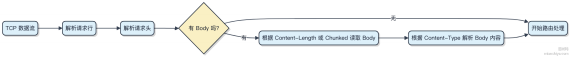 TCP 数据流
解析请求行
解析请求头
有 Body 吗?
无
有
根据 Content-Length 或 Chunked 读取 Body
根据 Content-Type 解析 Body 内容
开始路由处理